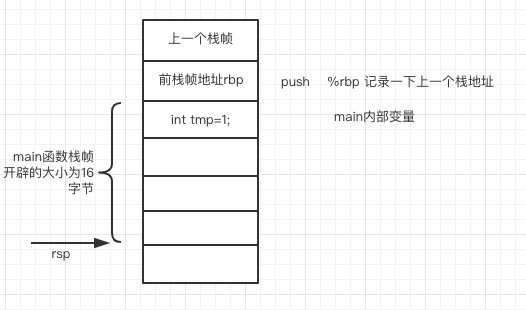 上一个栈帧
前栈帧地址rbp
push %rbp 记录一下上一个栈地址
int tmp=1;
main内部变量
main函数栈帧
开辟的大小为16
字节
rsp